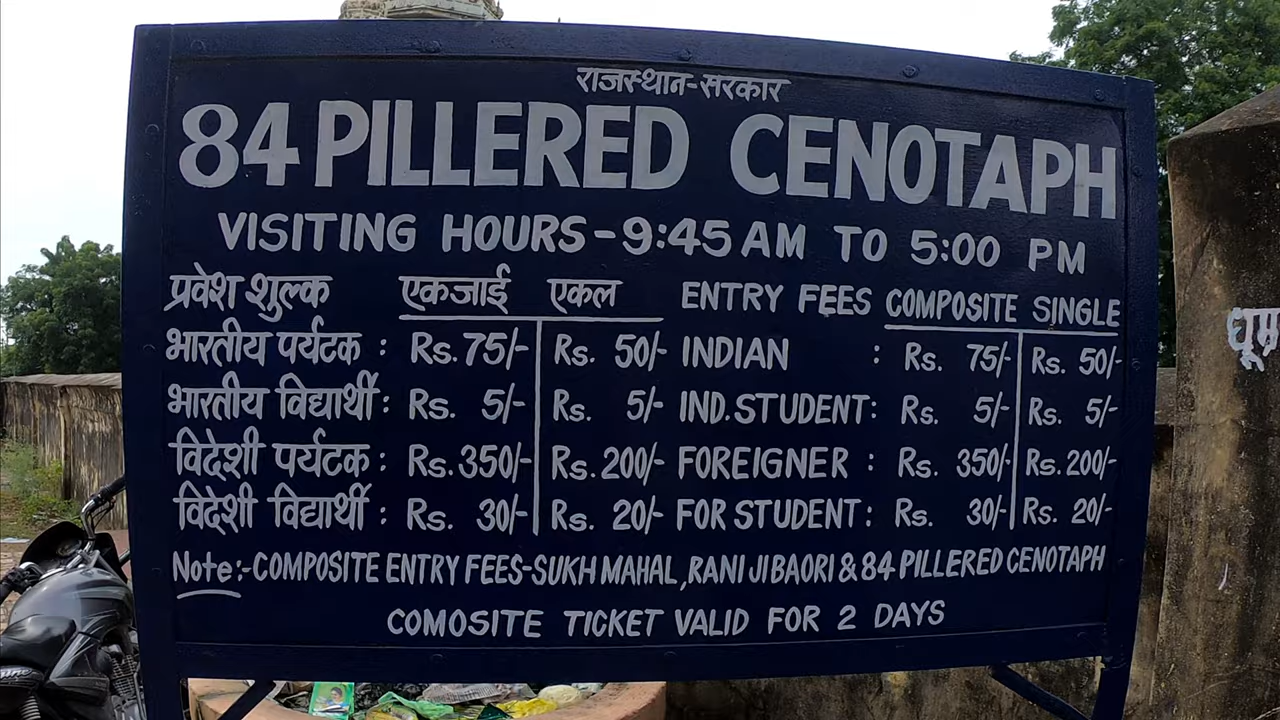 राजस्थान-सरकार
84 PILLERED CENOTAPH
VISITING HOURS-9:45 AM TO 5:00 PM
प्रवेश शुल्क एकजाई एकल ENTRY FEES COMPOSITE SINGLE
भारतीय पर्यटक : Rs. 75/- Rs. 50/- INDIAN : Rs. 75/- Rs. 50/-
भारतीय विद्यार्थी : Rs. 5/- Rs. 5/- IND. STUDENT: Rs. 5/- Rs. 5/-
विदेशी पर्यटक : Rs. 350/- Rs. 200/- FOREIGNER : Rs. 350/- Rs. 200/-
विदेशी विद्यार्थी : Rs. 30/- Rs. 20/- FOR STUDENT: Rs. 30/- Rs. 20/-
Note:-COMPOSITE ENTRY FEES-SUKH MAHAL, RANI JI BAORI & 84 PILLERED CENOTAPH
COMOSITE TICKET VALID FOR 2 DAYS